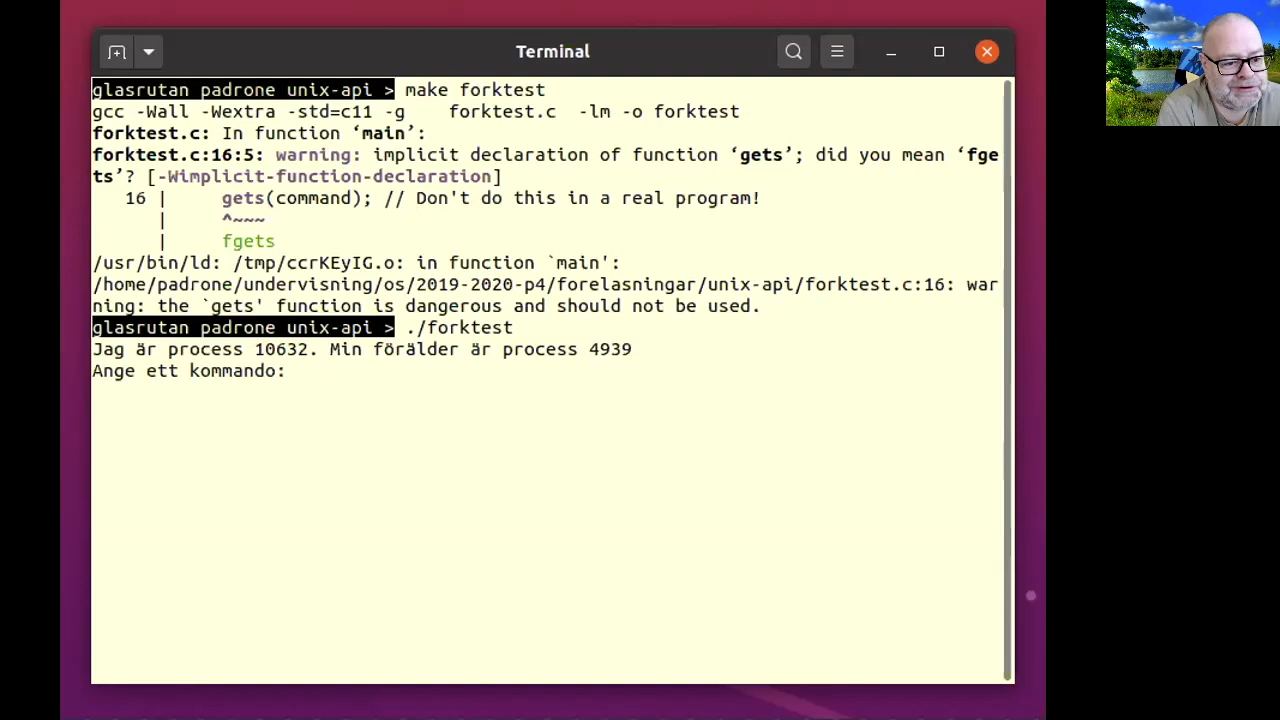 Terminal
glasrutan padrone unix-api > make forktest
gcc -Wall -Wextra -std=c11 -g    forktest.c  -lm -o forktest
forktest.c: In function ‘main’:
forktest.c:16:5: warning: implicit declaration of function ‘gets’; did you mean ‘fge
ts’? [-Wimplicit-function-declaration]
   16 |     gets(command); // Don't do this in a real program!
      |     ^~~~
      |     fgets
/usr/bin/ld: /tmp/ccrKEyIG.o: in function `main':
/home/padrone/undervisning/os/2019-2020-p4/forelasningar/unix-api/forktest.c:16: war
ning: the `gets' function is dangerous and should not be used.
glasrutan padrone unix-api > ./forktest
Jag är process 10632. Min förälder är process 4939
Ange ett kommando: